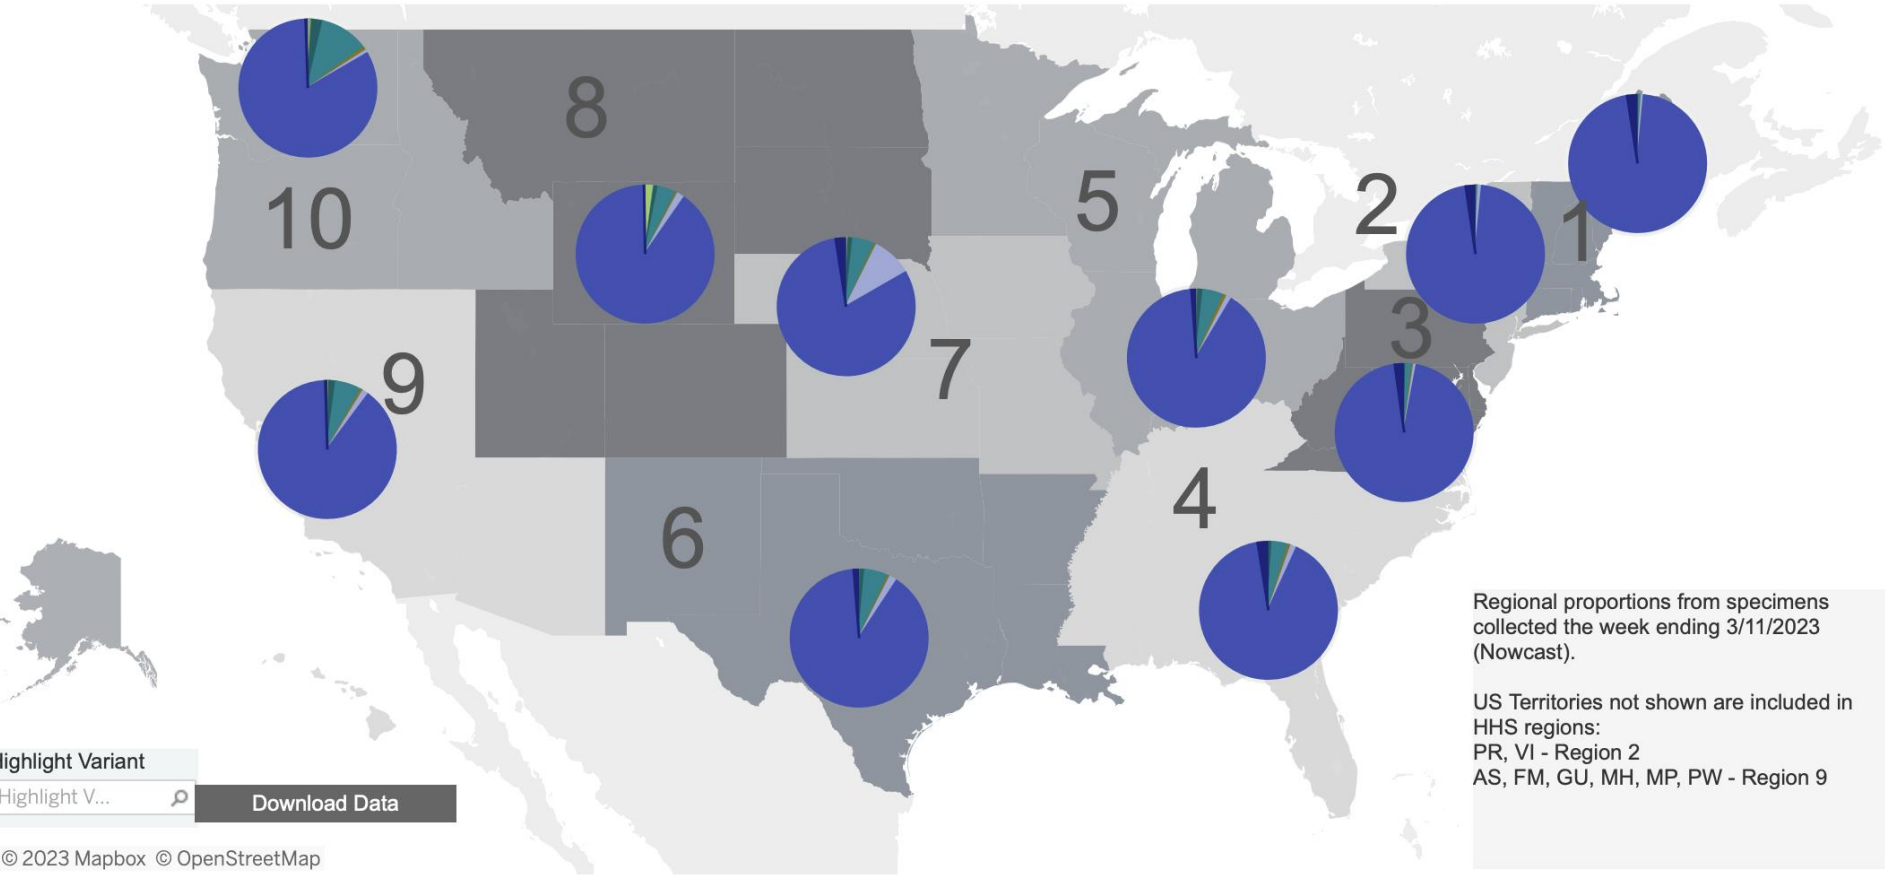 8
10
5
2
1
3
9
7
4
6
Regional proportions from specimens
collected the week ending 3/11/2023
(Nowcast).
US Territories not shown are included in
HHS regions:
PR, VI - Region 2
AS, FM, GU, MH, MP, PW - Region 9
Highlight Variant
Highlight V...
Download Data
© 2023 Mapbox © OpenStreetMap